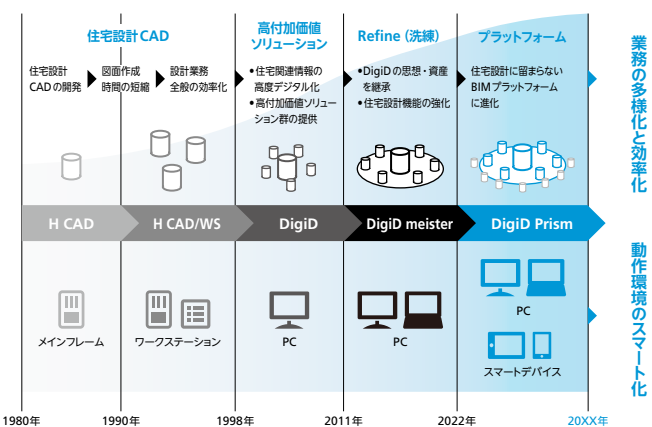 住宅設計CAD
高付加価値
ソリューション
Refine（洗練）
プラットフォーム
住宅設計
CADの開発
図面作成
時間の短縮
設計業務
全般の効率化
•住宅関連情報の
高度デジタル化
•高付加価値ソリュー
ション群の提供
•DigiDの思想・資産
を継承
•住宅設計機能の強化
住宅設計に留まらない
BIMプラットフォーム
に進化
業務の多様化と効率化
H CAD
H CAD/WS
DigiD
DigiD meister
DigiD Prism
動作環境のスマート化
メインフレーム
ワークステーション
PC
PC
PC
スマートデバイス
1980年
1990年
1998年
2011年
2022年
20XX年